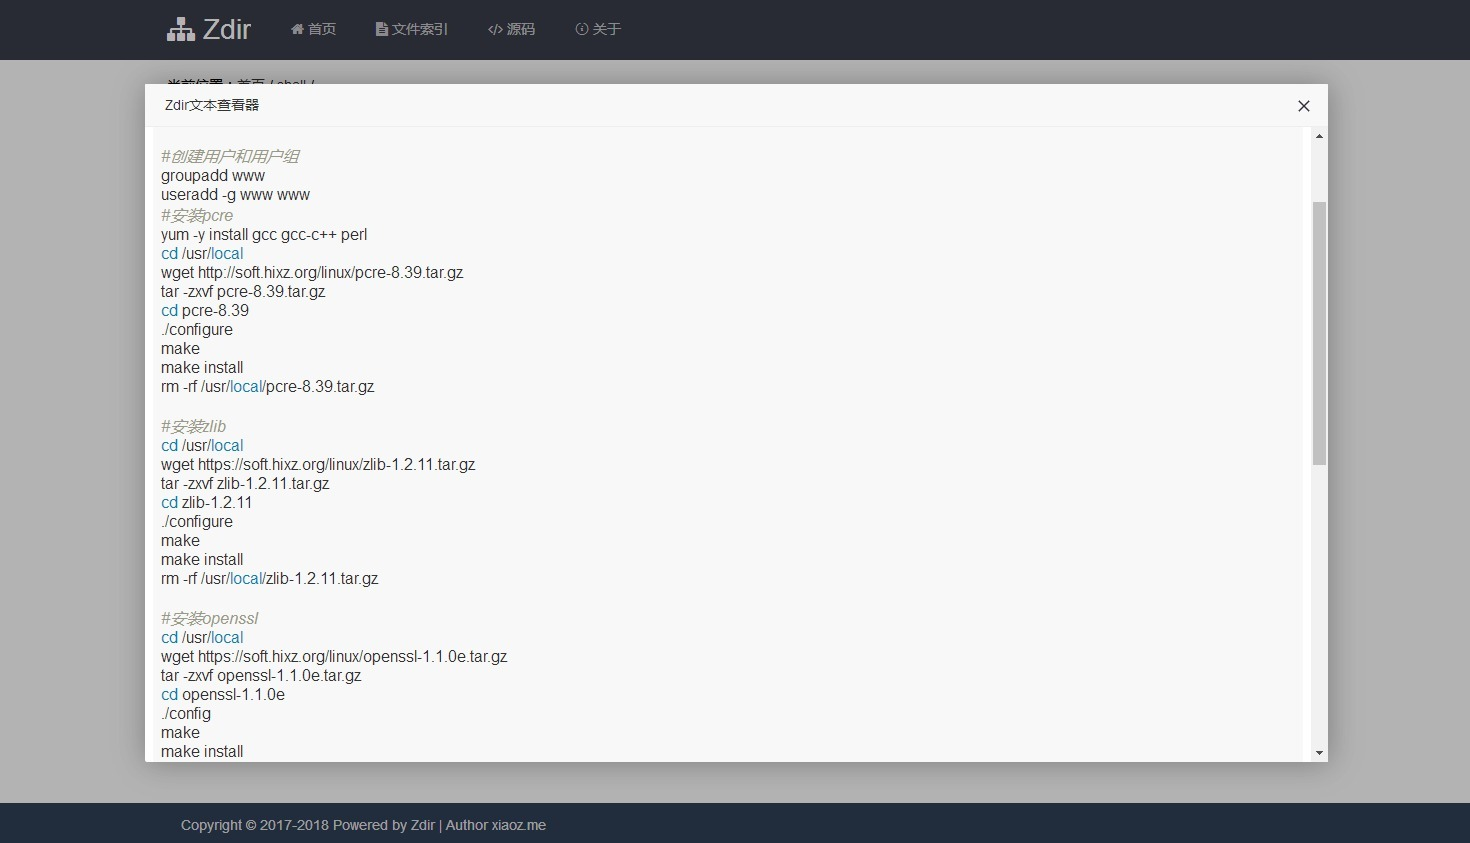 Zdir
首页
文件索引
源码
关于
当前位置：首页 / shell /
Zdir文本查看器
#创建用户和用户组
groupadd www
useradd -g www www
#安装pcre
yum -y install gcc gcc-c++ perl
cd /usr/local
wget http://soft.hixz.org/linux/pcre-8.39.tar.gz
tar -zxvf pcre-8.39.tar.gz
cd pcre-8.39
./configure
make
make install
rm -rf /usr/local/pcre-8.39.tar.gz
#安装zlib
cd /usr/local
wget https://soft.hixz.org/linux/zlib-1.2.11.tar.gz
tar -zxvf zlib-1.2.11.tar.gz
cd zlib-1.2.11
./configure
make
make install
rm -rf /usr/local/zlib-1.2.11.tar.gz
#安装openssl
cd /usr/local
wget https://soft.hixz.org/linux/openssl-1.1.0e.tar.gz
tar -zxvf openssl-1.1.0e.tar.gz
cd openssl-1.1.0e
./config
make
make install
Copyright © 2017-2018 Powered by Zdir | Author xiaoz.me